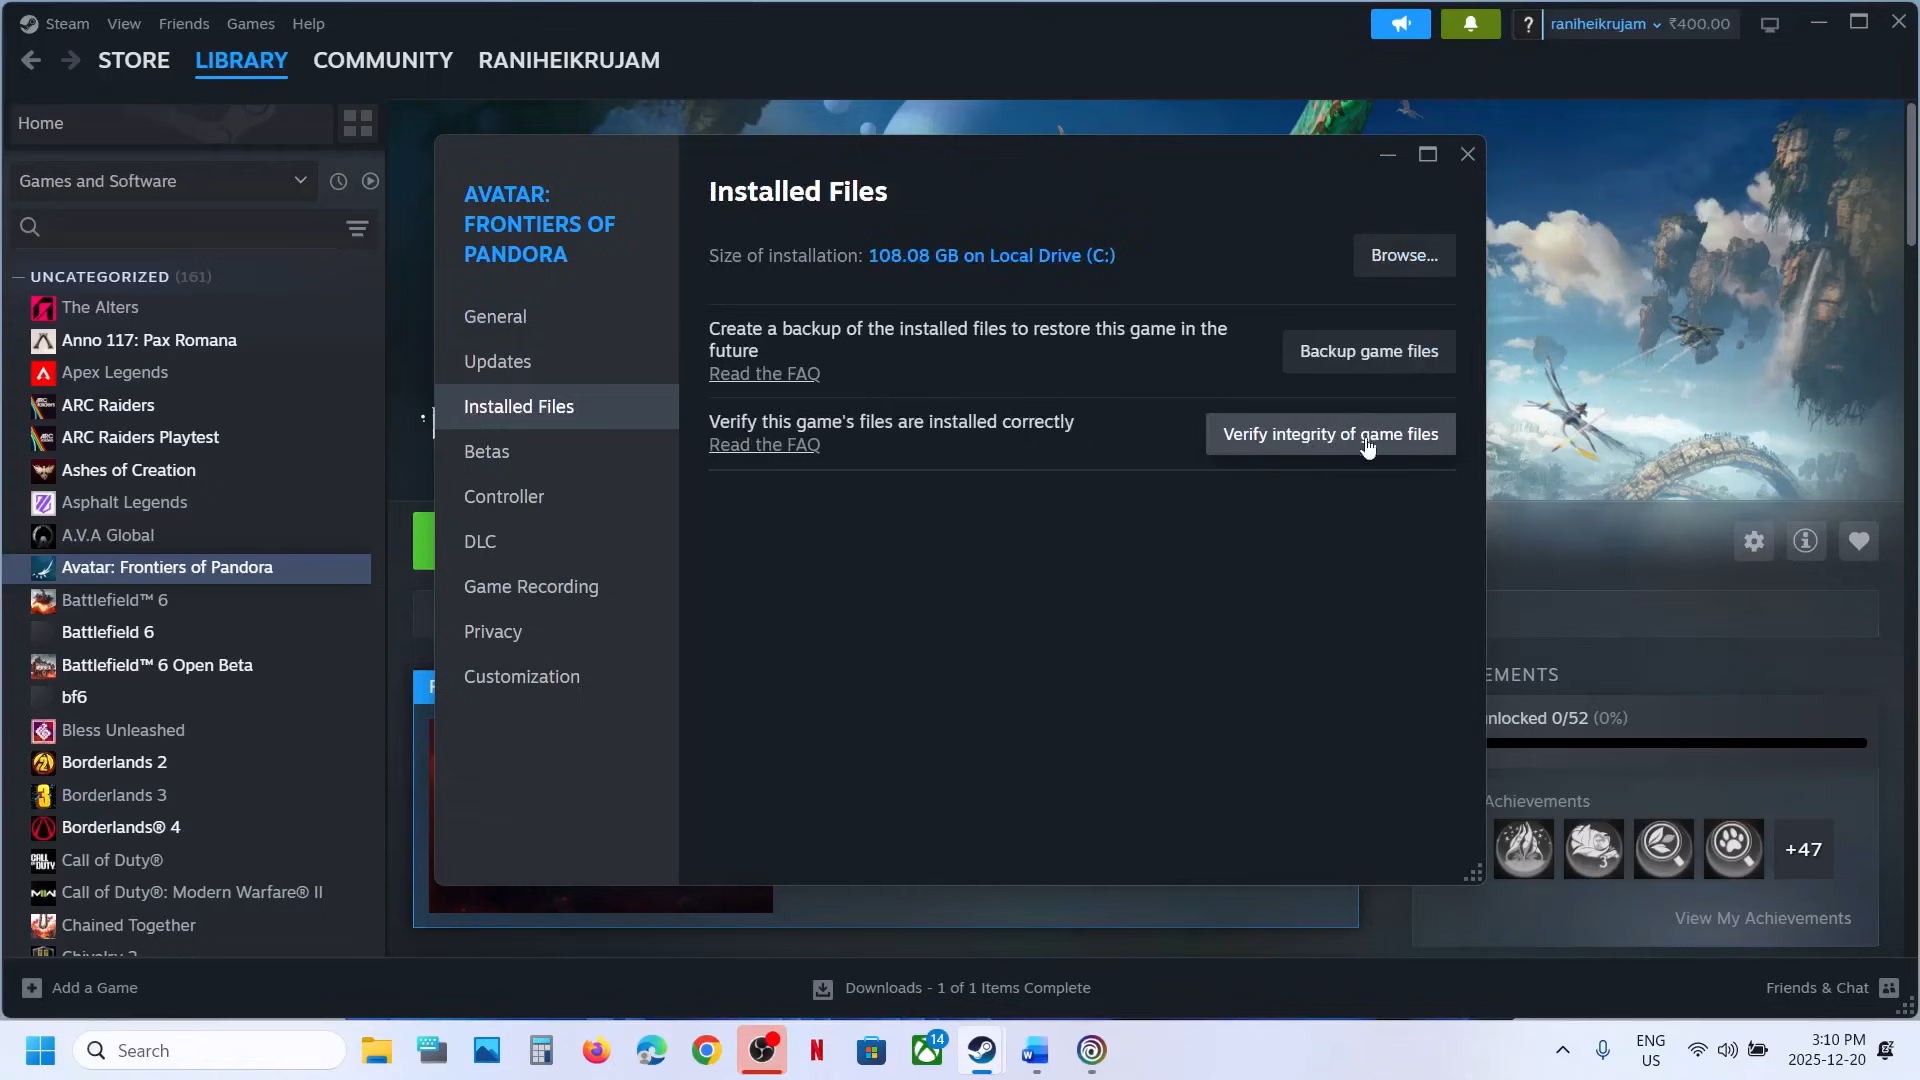 Steam View Friends Games Help
? raniheikrujam ₹400.00
STORE LIBRARY COMMUNITY RANIHEIKRUJAM
Home
Games and Software
UNCATEGORIZED (161)
The Alters
Anno 117: Pax Romana
Apex Legends
ARC Raiders
ARC Raiders Playtest
Ashes of Creation
Asphalt Legends
A.V.A Global
Avatar: Frontiers of Pandora
Battlefield™ 6
Battlefield 6
Battlefield™ 6 Open Beta
bf6
Bless Unleashed
Borderlands 2
Borderlands 3
Borderlands® 4
Call of Duty®
Call of Duty®: Modern Warfare® II
Chained Together
AVATAR:
FRONTIERS OF
PANDORA
General
Updates
Installed Files
Betas
Controller
DLC
Game Recording
Privacy
Customization
Installed Files
Size of installation: 108.08 GB on Local Drive (C:)
Browse...
Create a backup of the installed files to restore this game in the
future
Read the FAQ
Backup game files
Verify this game's files are installed correctly
Read the FAQ
Verify integrity of game files
EMENTS
nlocked 0/52 (0%)
Achievements
+47
View My Achievements
Add a Game
Downloads - 1 of 1 Items Complete
Friends & Chat
Search
14
ENG
US
3:10 PM
2025-12-20